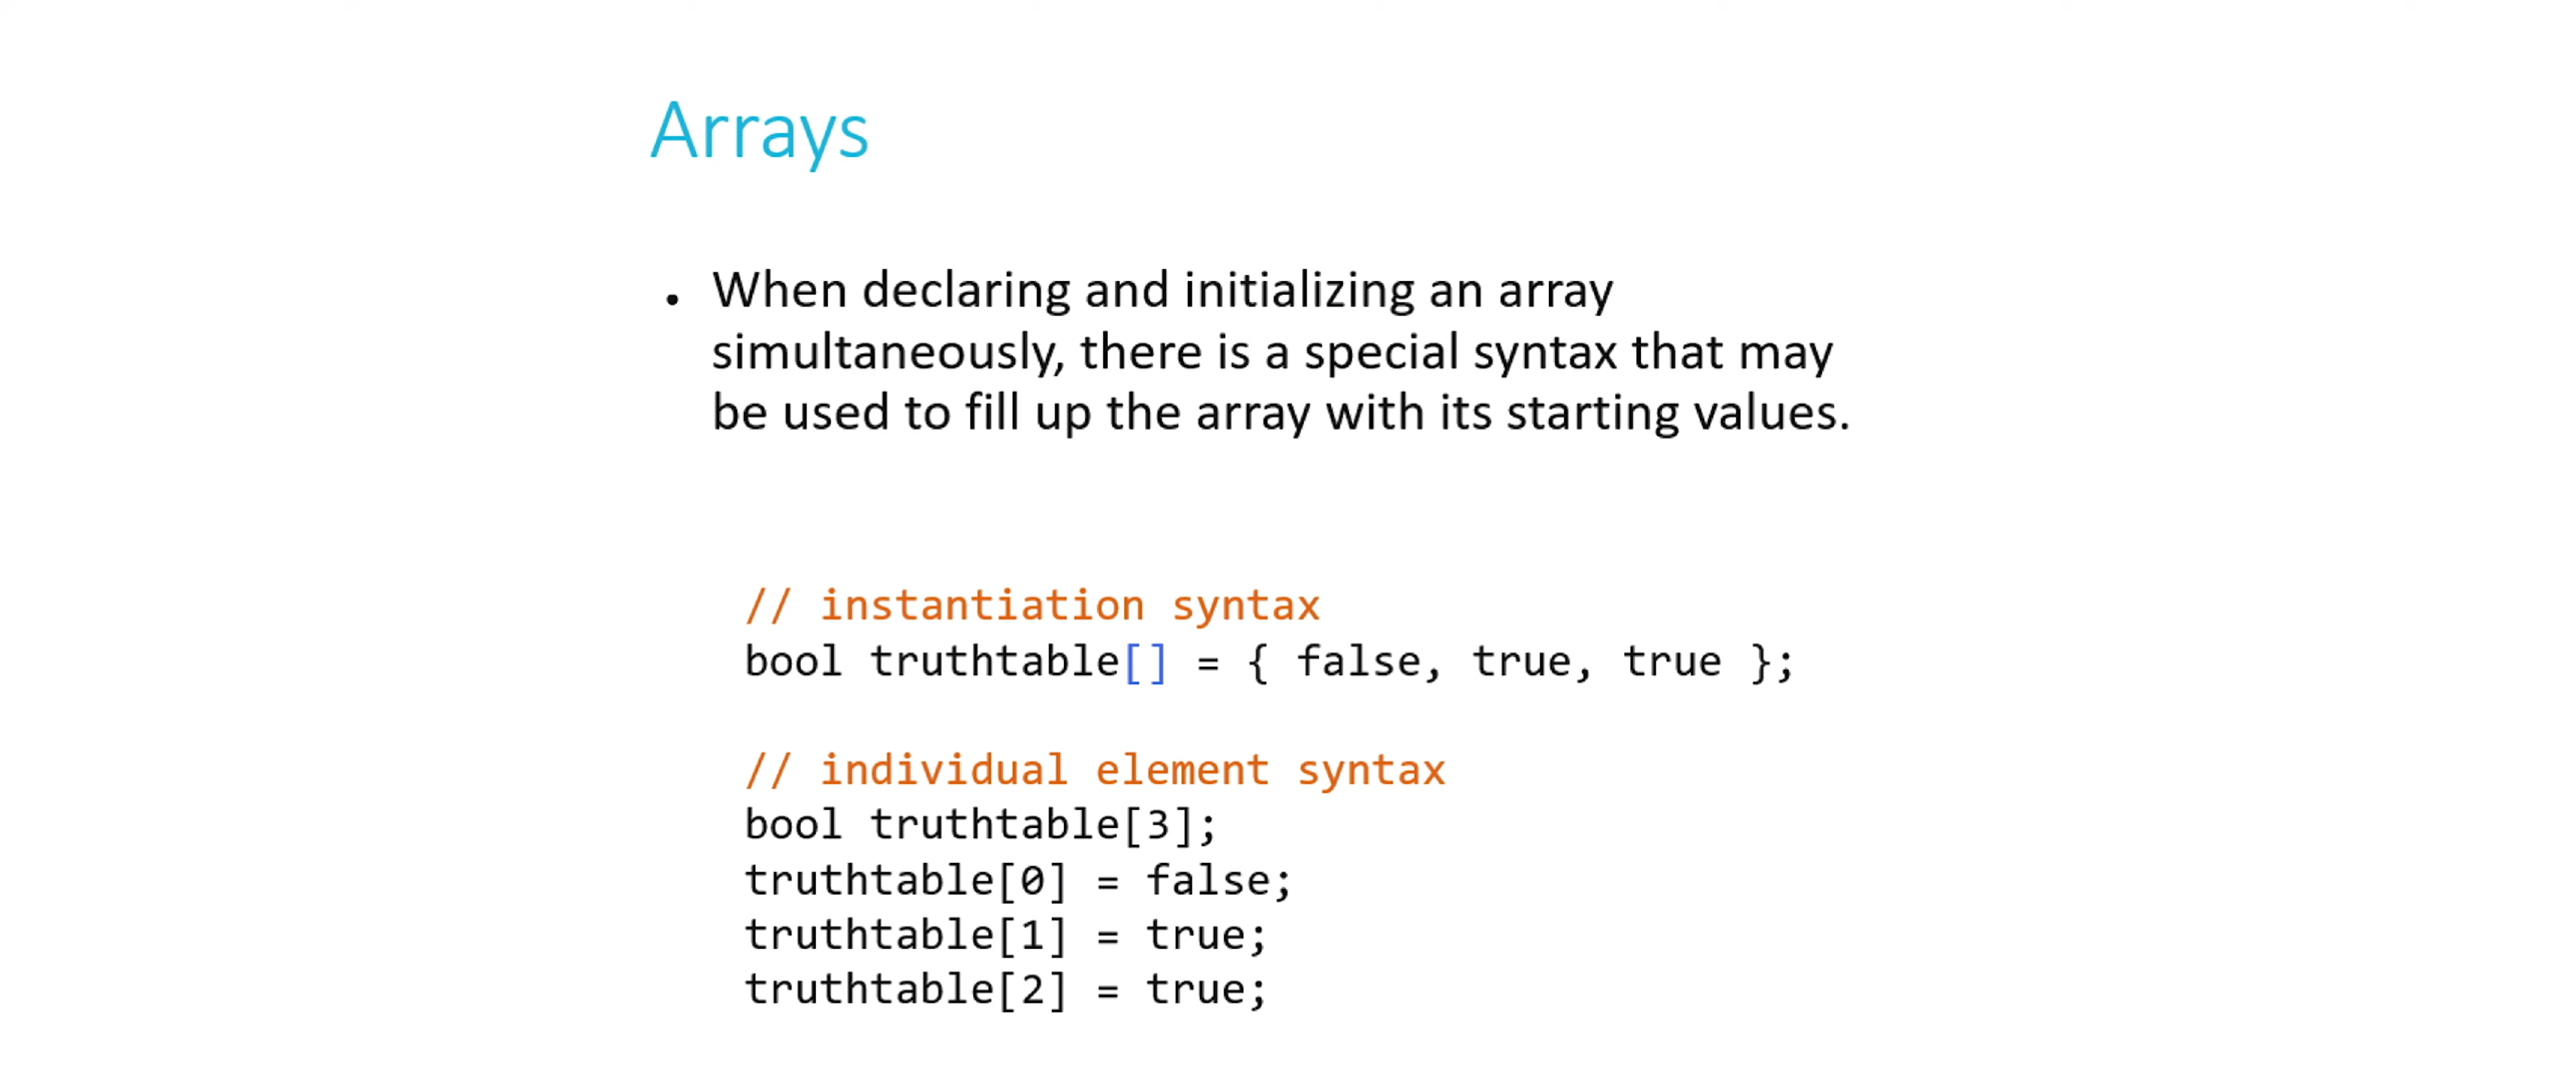 Arrays
• When declaring and initializing an array
simultaneously, there is a special syntax that may
be used to fill up the array with its starting values.
// instantiation syntax
bool truthtable[] = { false, true, true };
// individual element syntax
bool truthtable[3];
truthtable[0] = false;
truthtable[1] = true;
truthtable[2] = true;